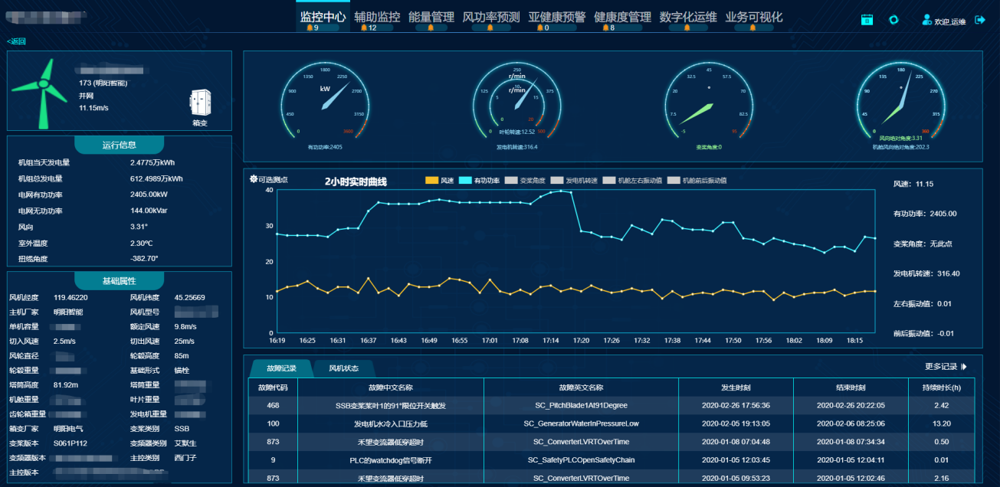 监控中心 辅助监控 能量管理 风功率预测 亚健康预警 健康度管理 数字化运维 业务可视化
9 12 0 8
欢迎,运维
<返回
173 (明阳智能)
并网
11.15m/s
箱变
运行信息
机组当天发电量 2.4775万kWh
机组总发电量 612.4989万kWh
电网有功功率 2405.00kW
电网无功功率 144.00kVar
风向 3.31°
室外温度 2.30℃
扭缆角度 -382.70°
基础属性
风机经度 119.46220 风机纬度 45.25669
主机厂家 明阳智能 风机型号
单机容量 额定风速 9.8m/s
切入风速 2.5m/s 切出风速 25m/s
风轮直径 轮毂高度 85m
轮毂重量 基础形式 锚栓
塔筒高度 81.92m 塔筒重量
机舱重量 叶片重量
齿轮箱重量 发电机重量
箱变厂家 明阳电气 变桨类别 SSB
变桨版本 S061P112 变频器类别 艾默生
变频器版本 主控类别 西门子
主控版本
0 450 900 1350 1800 2250 2700 3150 3600
kW
有功功率:2405
0 125 250 375 500
r/min
0 5 10 15 20
r/min
叶轮转速:12.52
发电机转速:316.4
-5 7.5 20 32.5 45 57.5 70 82.5 95
°
变桨角度:0
0 45 90 135 180 225 270 315 360
°
风向绝对角度:3.31
机舱风向绝对角度:202.3
可选测点
2小时实时曲线
风速 有功功率 变桨角度 发电机转速 机舱左右振动值 机舱前后振动值
40
30
20
10
0
16:19 16:25 16:31 16:37 16:43 16:49 16:55 17:01 17:08 17:14 17:20 17:26 17:32 17:38 17:44 17:50 17:56 18:02 18:09 18:15
风速: 11.15
有功功率: 2405.00
变桨角度: 无此点
发电机转速: 316.40
左右振动值: 0.01
前后振动值: -0.01
故障记录 风机状态 更多记录
故障代码 故障中文名称 故障英文名称 发生时刻 结束时刻 持续时长(h)
468 SSB变桨桨叶1的91°限位开关触发 SC_PitchBlade1At91Degree 2020-02-26 17:56:36 2020-02-26 20:22:05 2.42
100 发电机水冷入口压力低 SC_GeneratorWaterInPressureLow 2020-02-05 19:13:05 2020-02-06 08:25:06 13.20
873 禾望变流器低穿超时 SC_ConverterLVRTOverTime 2020-01-08 07:04:48 2020-01-08 07:34:34 0.50
9 PLC的watchdog信号断开 SC_SafetyPLCOpenSafetyChain 2020-01-05 12:03:45 2020-01-05 12:04:11 0.01
873 禾望变流器低穿超时 SC_ConverterLVRTOverTime 2020-01-05 09:53:23 2020-01-05 12:02:46 2.16